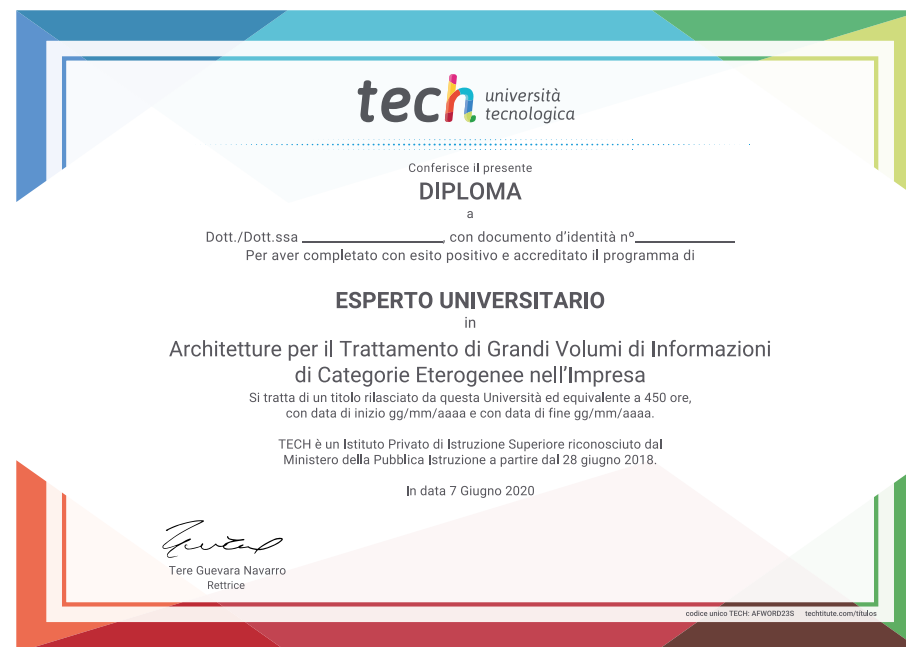 tech università
tecnologica
Conferisce il presente
DIPLOMA
a
Dott./Dott.ssa ____________________, con documento d'identità nº______________
Per aver completato con esito positivo e accreditato il programma di
ESPERTO UNIVERSITARIO
in
Architetture per il Trattamento di Grandi Volumi di Informazioni
di Categorie Eterogenee nell'Impresa
Si tratta di un titolo rilasciato da questa Università ed equivalente a 450 ore,
con data di inizio gg/mm/aaaa e con data di fine gg/mm/aaaa.
TECH è un Istituto Privato di Istruzione Superiore riconosciuto dal
Ministero della Pubblica Istruzione a partire dal 28 giugno 2018.
In data 7 Giugno 2020
Tere Guevara Navarro
Rettrice
codice unico TECH: AFWORD23S techtitute.com/titulos